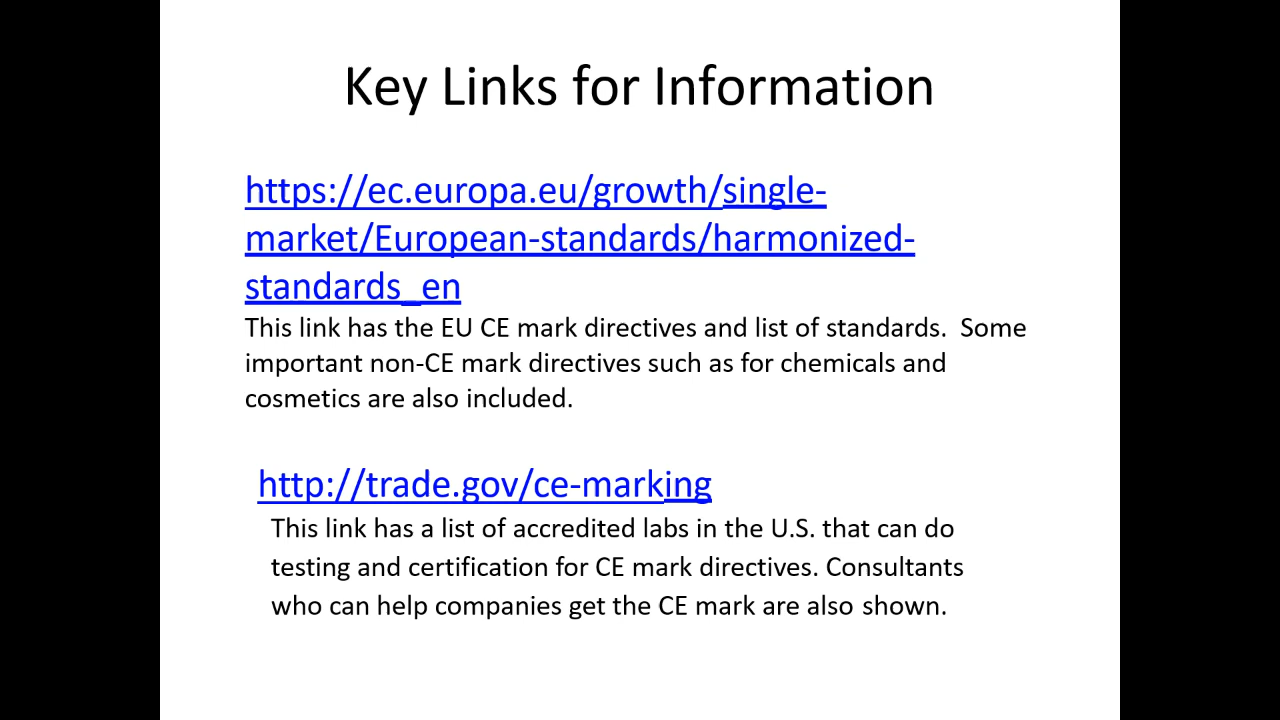 Key Links for Information
https://ec.europa.eu/growth/single-
market/European-standards/harmonized-
standards_en
This link has the EU CE mark directives and list of standards.  Some
important non-CE mark directives such as for chemicals and
cosmetics are also included.
http://trade.gov/ce-marking
This link has a list of accredited labs in the U.S. that can do
testing and certification for CE mark directives. Consultants
who can help companies get the CE mark are also shown.